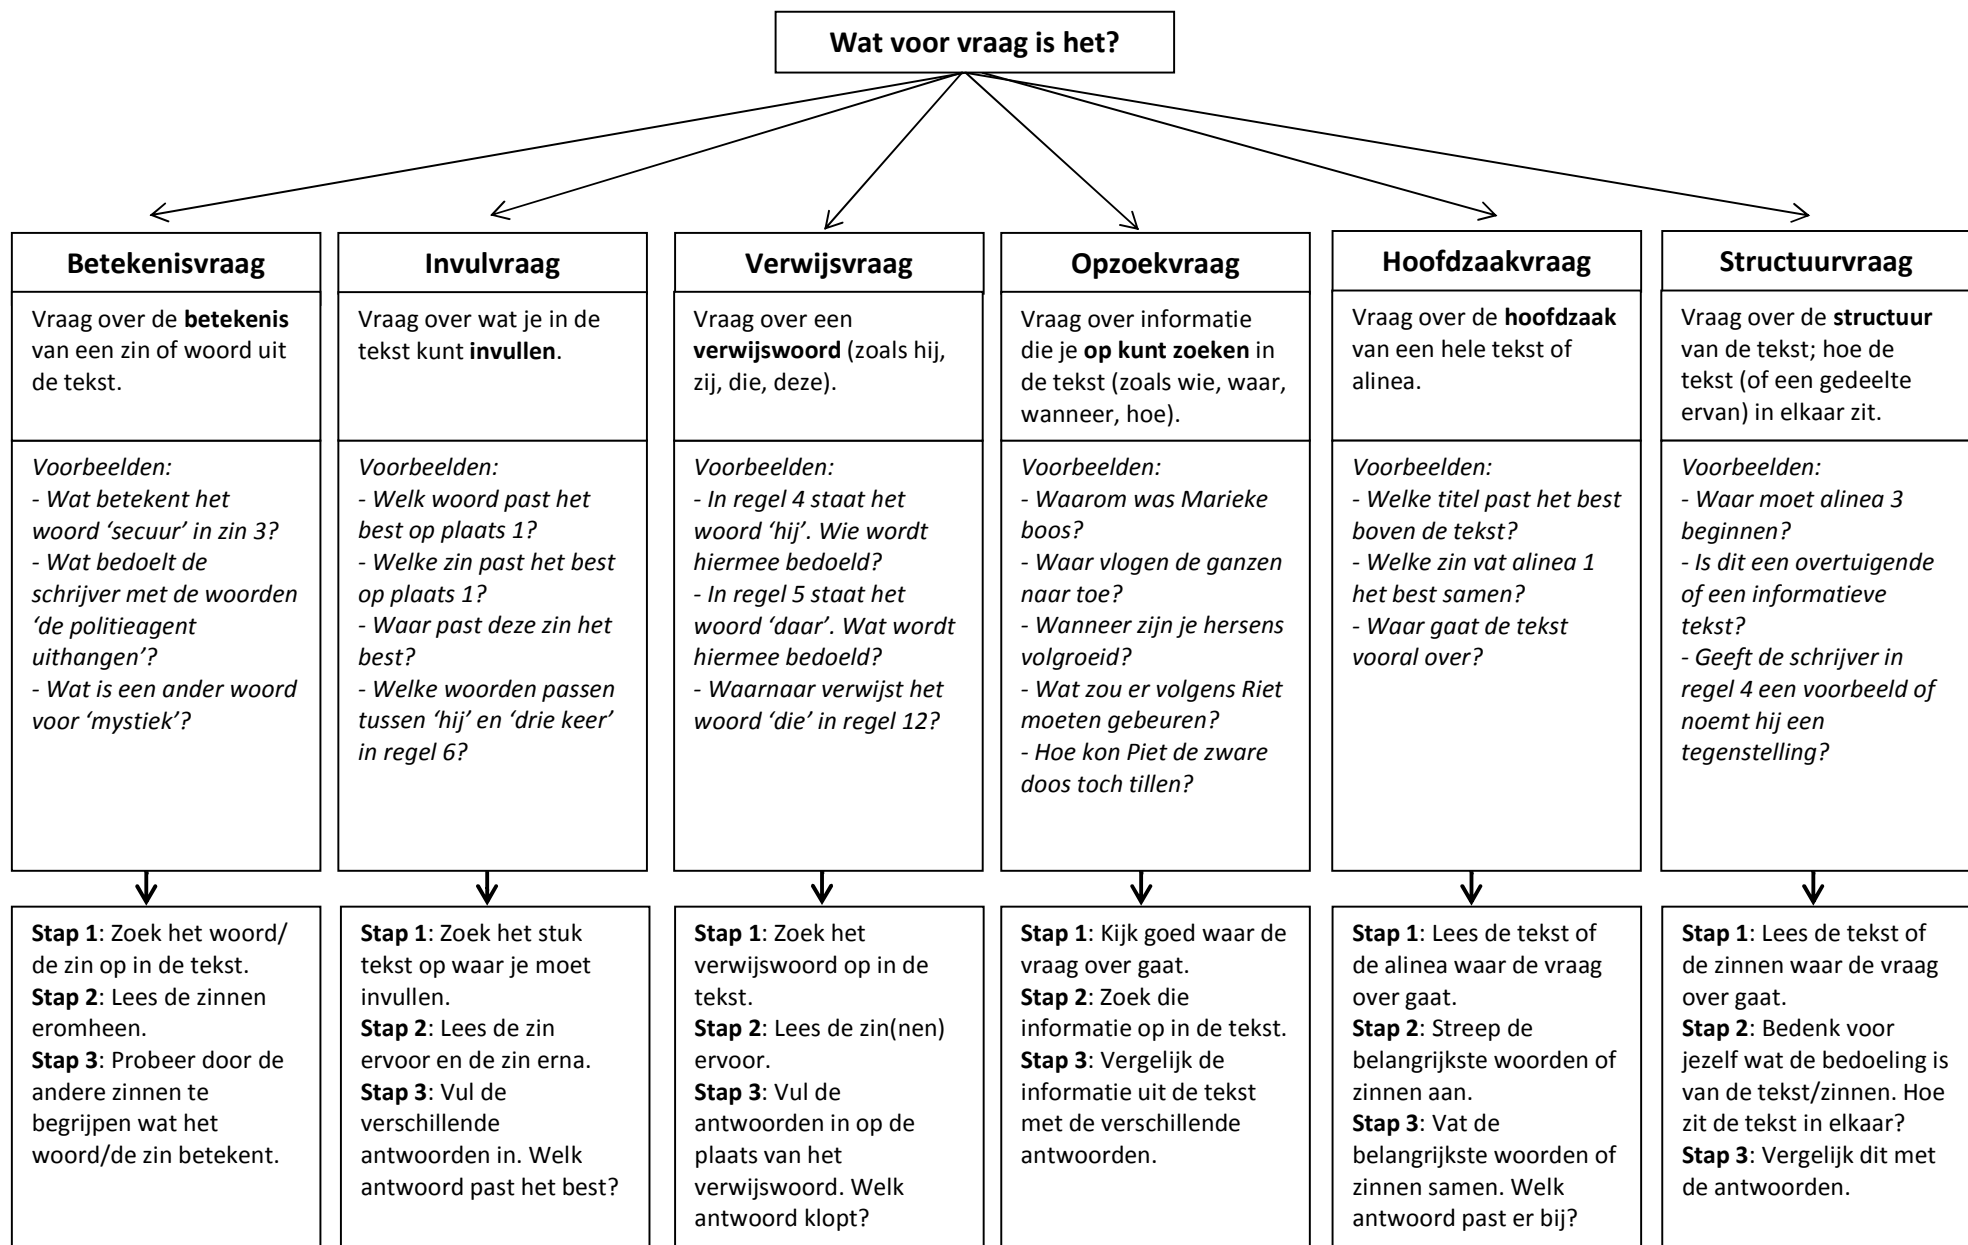 Wat voor vraag is het?
Betekenisvraag
Vraag over de betekenis
van een zin of woord uit
de tekst.
Voorbeelden:
- Wat betekent het
woord ‘secuur’ in zin 3?
- Wat bedoelt de
schrijver met de woorden
‘de politieagent
uithangen’?
- Wat is een ander woord
voor ‘mystiek’?
Stap 1: Zoek het woord/
de zin op in de tekst.
Stap 2: Lees de zinnen
eromheen.
Stap 3: Probeer door de
andere zinnen te
begrijpen wat het
woord/de zin betekent.
Invulvraag
Vraag over wat je in de
tekst kunt invullen.
Voorbeelden:
- Welk woord past het
best op plaats 1?
- Welke zin past het best
op plaats 1?
- Waar past deze zin het
best?
- Welke woorden passen
tussen ‘hij’ en ‘drie keer’
in regel 6?
Stap 1: Zoek het stuk
tekst op waar je moet
invullen.
Stap 2: Lees de zin
ervoor en de zin erna.
Stap 3: Vul de
verschillende
antwoorden in. Welk
antwoord past het best?
Verwijsvraag
Vraag over een
verwijswoord (zoals hij,
zij, die, deze).
Voorbeelden:
- In regel 4 staat het
woord ‘hij’. Wie wordt
hiermee bedoeld?
- In regel 5 staat het
woord ‘daar’. Wat wordt
hiermee bedoeld?
- Waarnaar verwijst het
woord ‘die’ in regel 12?
Stap 1: Zoek het
verwijswoord op in de
tekst.
Stap 2: Lees de zin(nen)
ervoor.
Stap 3: Vul de
antwoorden in op de
plaats van het
verwijswoord. Welk
antwoord klopt?
Opzoekvraag
Vraag over informatie
die je op kunt zoeken in
de tekst (zoals wie, waar,
wanneer, hoe).
Voorbeelden:
- Waarom was Marieke
boos?
- Waar vlogen de ganzen
naar toe?
- Wanneer zijn je hersens
volgroeid?
- Wat zou er volgens Riet
moeten gebeuren?
- Hoe kon Piet de zware
doos toch tillen?
Stap 1: Kijk goed waar de
vraag over gaat.
Stap 2: Zoek die
informatie op in de tekst.
Stap 3: Vergelijk de
informatie uit de tekst
met de verschillende
antwoorden.
Hoofdzaakvraag
Vraag over de hoofdzaak
van een hele tekst of
alinea.
Voorbeelden:
- Welke titel past het best
boven de tekst?
- Welke zin vat alinea 1
het best samen?
- Waar gaat de tekst
vooral over?
Stap 1: Lees de tekst of
de alinea waar de vraag
over gaat.
Stap 2: Streep de
belangrijkste woorden of
zinnen aan.
Stap 3: Vat de
belangrijkste woorden of
zinnen samen. Welk
antwoord past er bij?
Structuurvraag
Vraag over de structuur
van de tekst; hoe de
tekst (of een gedeelte
ervan) in elkaar zit.
Voorbeelden:
- Waar moet alinea 3
beginnen?
- Is dit een overtuigende
of een informatieve
tekst?
- Geeft de schrijver in
regel 4 een voorbeeld of
noemt hij een
tegenstelling?
Stap 1: Lees de tekst of
de zinnen waar de vraag
over gaat.
Stap 2: Bedenk voor
jezelf wat de bedoeling is
van de tekst/zinnen. Hoe
zit de tekst in elkaar?
Stap 3: Vergelijk dit met
de antwoorden.